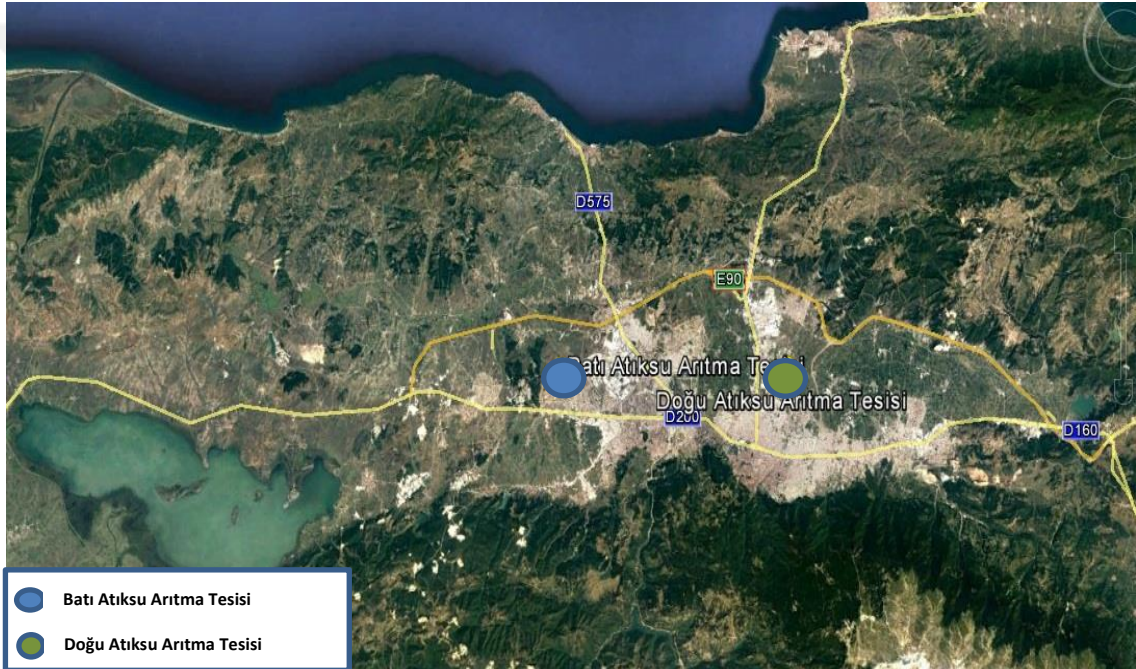 D575
E90
Batı Atıksu Arıtma Tesisi
Doğu Atıksu Arıtma Tesisi
D200
D160
Batı Atıksu Arıtma Tesisi
Doğu Atıksu Arıtma Tesisi